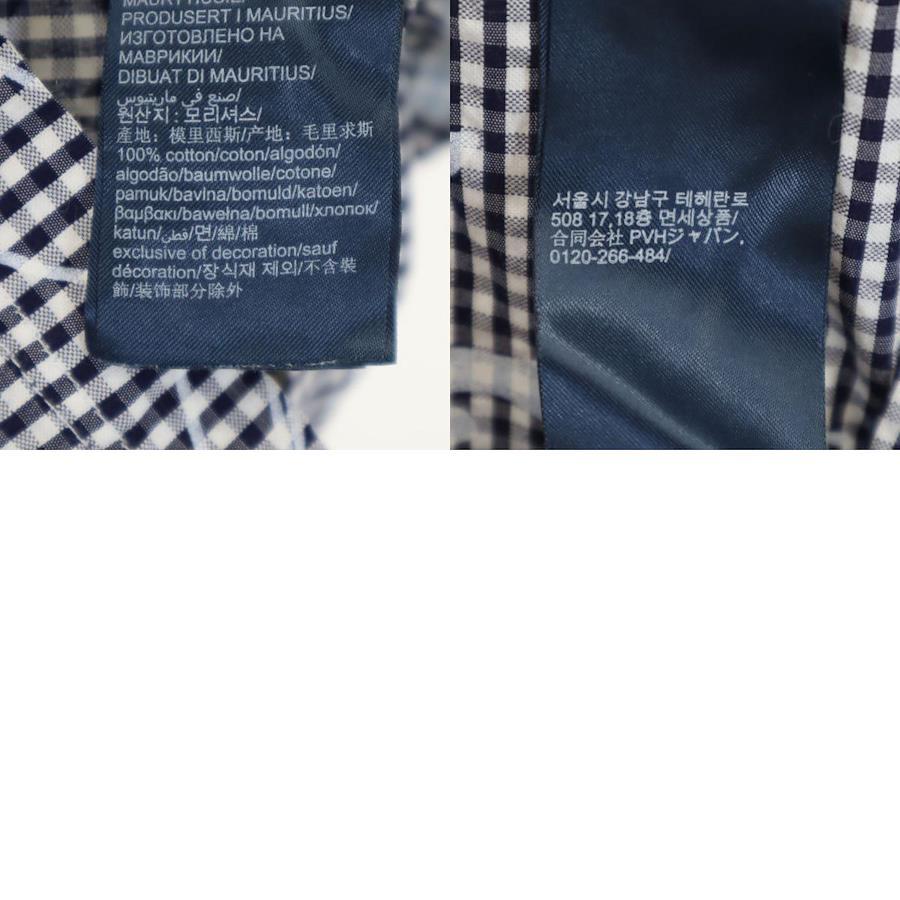 PRODUSERT I MAURITIUS/
ИЗГОТОВЛЕНО НА
МАВРИКИИ/
DIBUAT DI MAURITIUS/
صنع في ماريتيوس/
원산지 : 모리셔스/
產地：模里西斯/产地：毛里求斯
100% cotton/coton/algodón/
algodão/baumwolle/cotone/
pamuk/bavlna/bomuld/katoen/
βαμβακι/bawełna/bomull/хлопок/
katun/قطن/면/綿/棉
exclusive of decoration/sauf
décoration/장식재 제외/不含裝
飾/装饰部分除外
서울시 강남구 테헤란로
508 17,18층 면세상품/
合同会社 PVHジャパン,
0120-266-484/